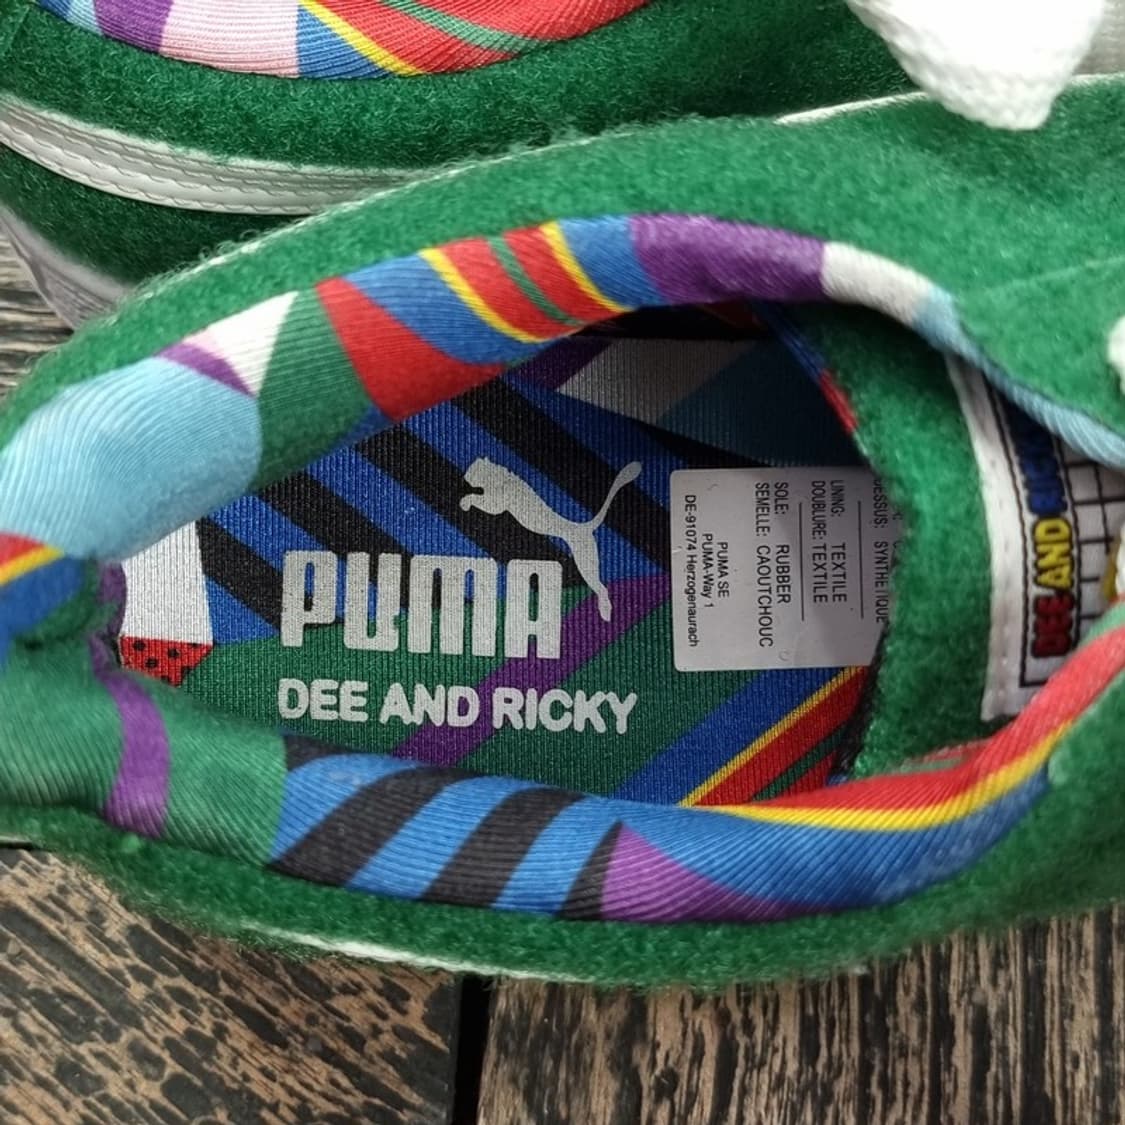 PUMA
DEE AND RICKY
PUMA SE
PUMA-Way 1
DE-91074 Herzogenaurach
SOLE: RUBBER
SEMELLE: CAOUTCHOUC
LINING: TEXTILE
DOUBLURE: TEXTILE
SYNTHETIQUE
DEE AND RICKY